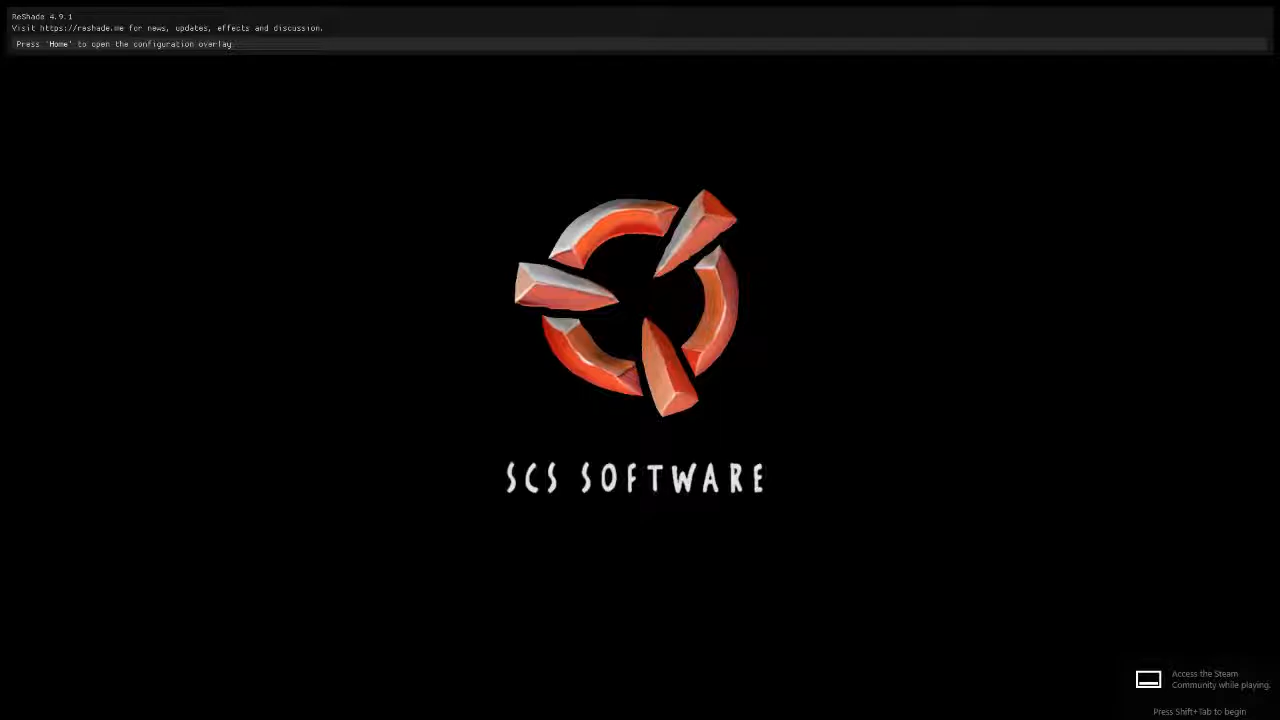 ReShade 4.9.1
Visit https://reshade.me for news, updates, effects and discussion.
Press 'Home' to open the configuration overlay
SCS SOFTWARE
Access the Steam
Community while playing.
Press Shift+Tab to begin